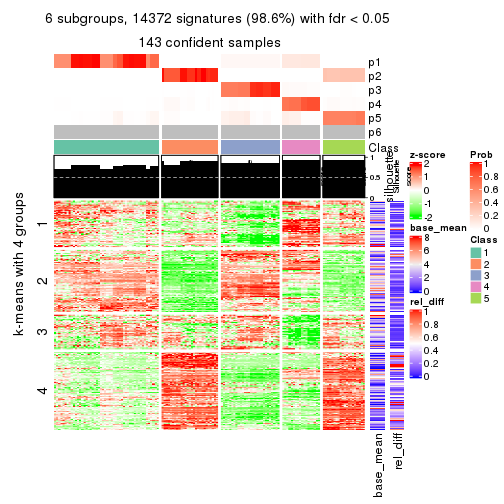 6 subgroups, 14372 signatures (98.6%) with fdr < 0.05
143 confident samples
p1
p2
p3
p4
p5
p6
Class
silhouette
Silhouette
score
1
0.5
0
k-means with 4 groups
1
2
3
4
base_mean
rel_diff
z-score
2
1
0
-1
-2
base_mean
8
6
4
2
0
rel_diff
1
0.8
0.6
0.4
0.2
0
Prob
1
0.8
0.6
0.4
0.2
0
Class
1
2
3
4
5